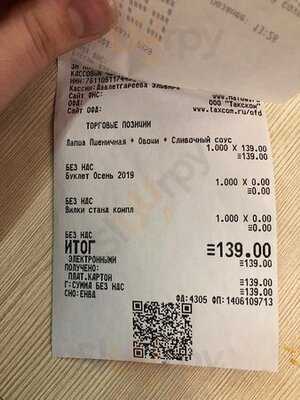 КАССОВЫЙ
Кассир:Давлетгареева
Сайт ФНС:
ООО "Такском"
Сайт ОФД:
www.taxcom.ru/ofd
ТОРГОВЫЕ ПОЗИЦИИ
Лапша Пшеничная + Овощи + Сливочный соус
1.000 X 139.00
≡139.00
БЕЗ НДС
Буклет Осень 2019
1.000 X 0.00
≡0.00
БЕЗ НДС
Вилки стана компл
1.000 X 0.00
≡0.00
БЕЗ НДС
ИТОГ ≡139.00
ЭЛЕКТРОННЫМИ ≡139.00
ПОЛУЧЕНО:
ПЛАТ.КАРТОЙ ≡139.00
Г:СУММА БЕЗ НДС ≡139.00
СНО:ЕНВД
ФД:4305 ФП:1406109713